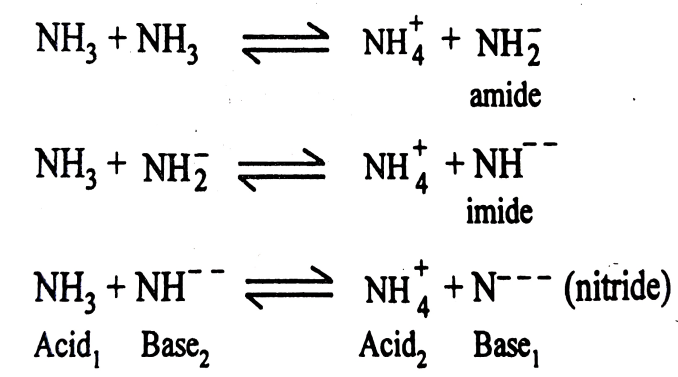 NH₃ + NH₃ ⇌ NH₄⁺ + NH₂⁻
amide
NH₃ + NH₂⁻ ⇌ NH₄⁺ + NH⁻⁻
imide
NH₃ + NH⁻⁻ ⇌ NH₄⁺ + N⁻⁻⁻ (nitride)
Acid₁ Base₂ Acid₂ Base₁